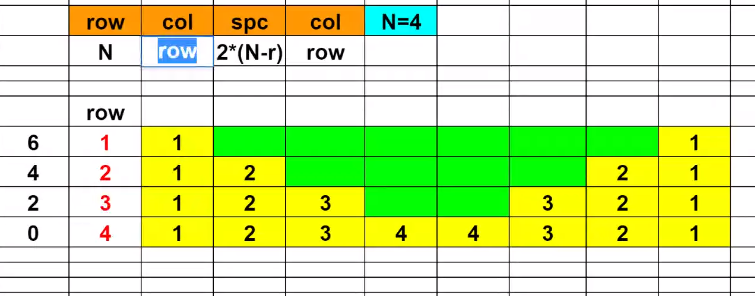 row col spc col N=4
N row 2*(N-r) row
row
6 1 1 1
4 2 1 2 2 1
2 3 1 2 3 3 2 1
0 4 1 2 3 4 4 3 2 1